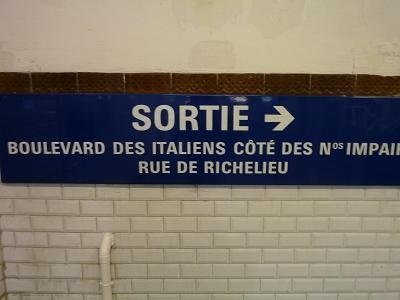 SORTIE →
BOULEVARD DES ITALIENS CÔTÉ DES Nos IMPAIR
RUE DE RICHELIEU